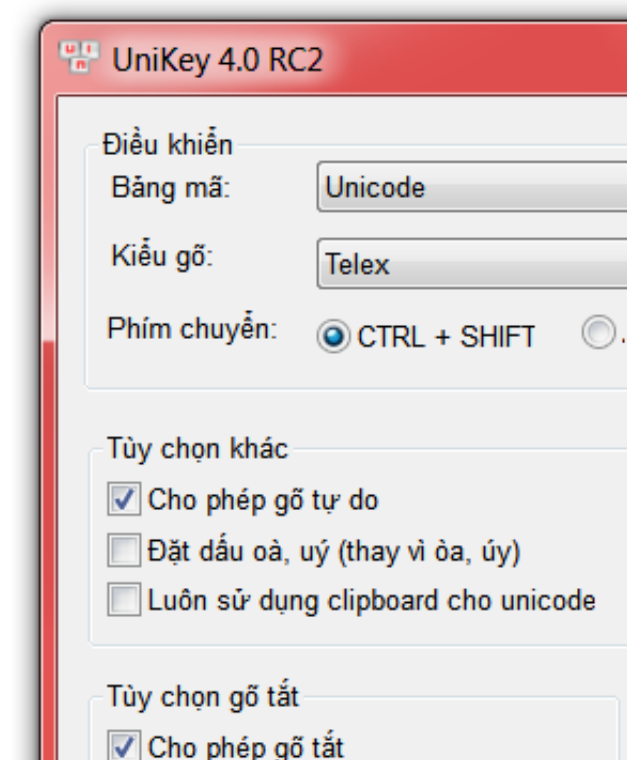 UniKey 4.0 RC2
Điều khiển
Bảng mã: Unicode
Kiểu gõ: Telex
Phím chuyển: CTRL + SHIFT
Tùy chọn khác
Cho phép gõ tự do
Đặt dấu oà, uý (thay vì òa, úy)
Luôn sử dụng clipboard cho unicode
Tùy chọn gõ tắt
Cho phép gõ tắt